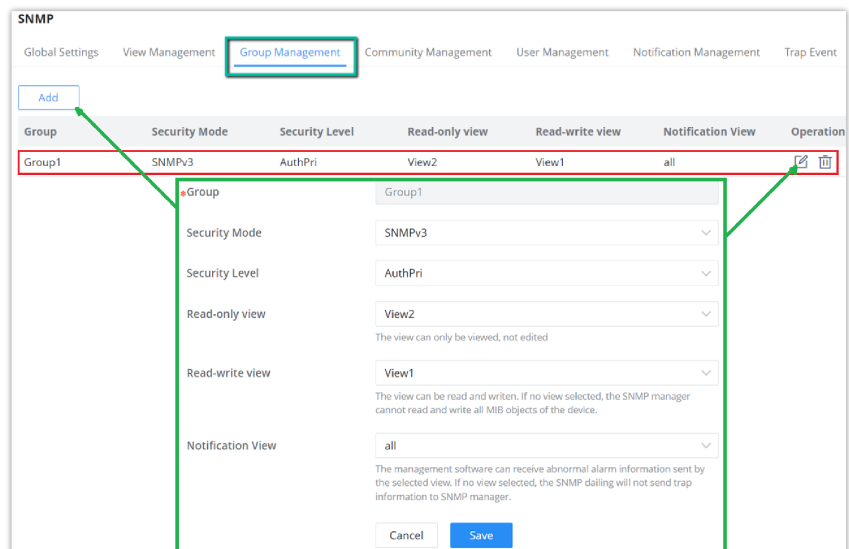 SNMP
Global Settings View Management Group Management Community Management User Management Notification Management Trap Event
Add
Group Security Mode Security Level Read-only view Read-write view Notification View Operation
Group1 SNMPv3 AuthPri View2 View1 all
*Group Group1
Security Mode SNMPv3
Security Level AuthPri
Read-only view View2
The view can only be viewed, not edited
Read-write view View1
The view can be read and writen. If no view selected, the SNMP manager
cannot read and write all MIB objects of the device.
Notification View all
The management software can receive abnormal alarm information sent by
the selected view. If no view selected, the SNMP dailing will not send trap
information to SNMP manager.
Cancel Save